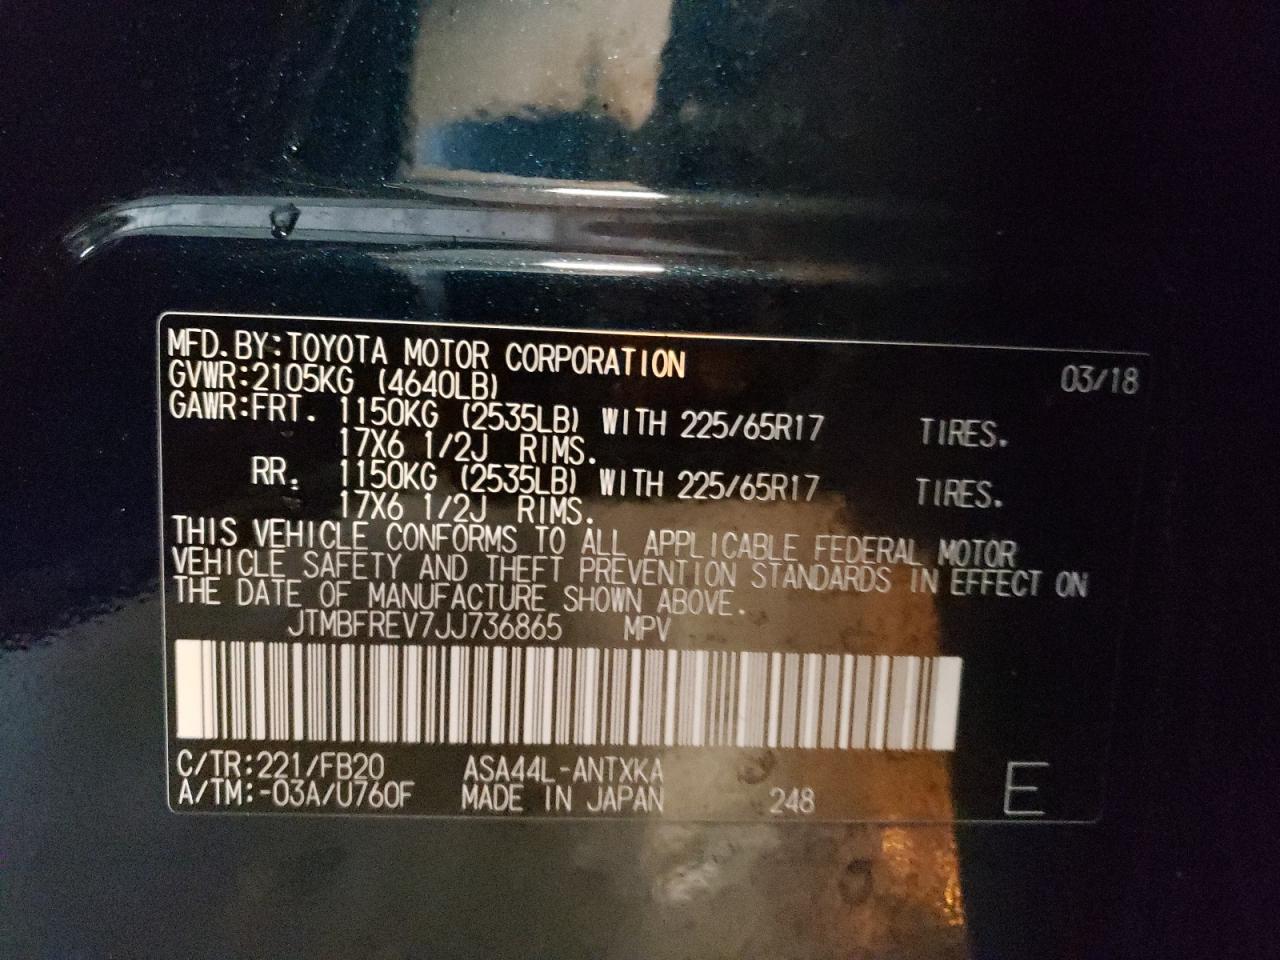 MFD.BY:TOYOTA MOTOR CORPORATION 03/18
GVWR:2105KG (4640LB)
GAWR:FRT. 1150KG (2535LB) WITH 225/65R17 TIRES.
17X6 1/2J RIMS.
RR. 1150KG (2535LB) WITH 225/65R17 TIRES.
17X6 1/2J RIMS.
THIS VEHICLE CONFORMS TO ALL APPLICABLE FEDERAL MOTOR
VEHICLE SAFETY AND THEFT PREVENTION STANDARDS IN EFFECT ON
THE DATE OF MANUFACTURE SHOWN ABOVE.
JTMBFREV7JJ736865 MPV
C/TR:221/FB20 ASA44L-ANTXKA
A/TM:-03A/U760F MADE IN JAPAN 248 E